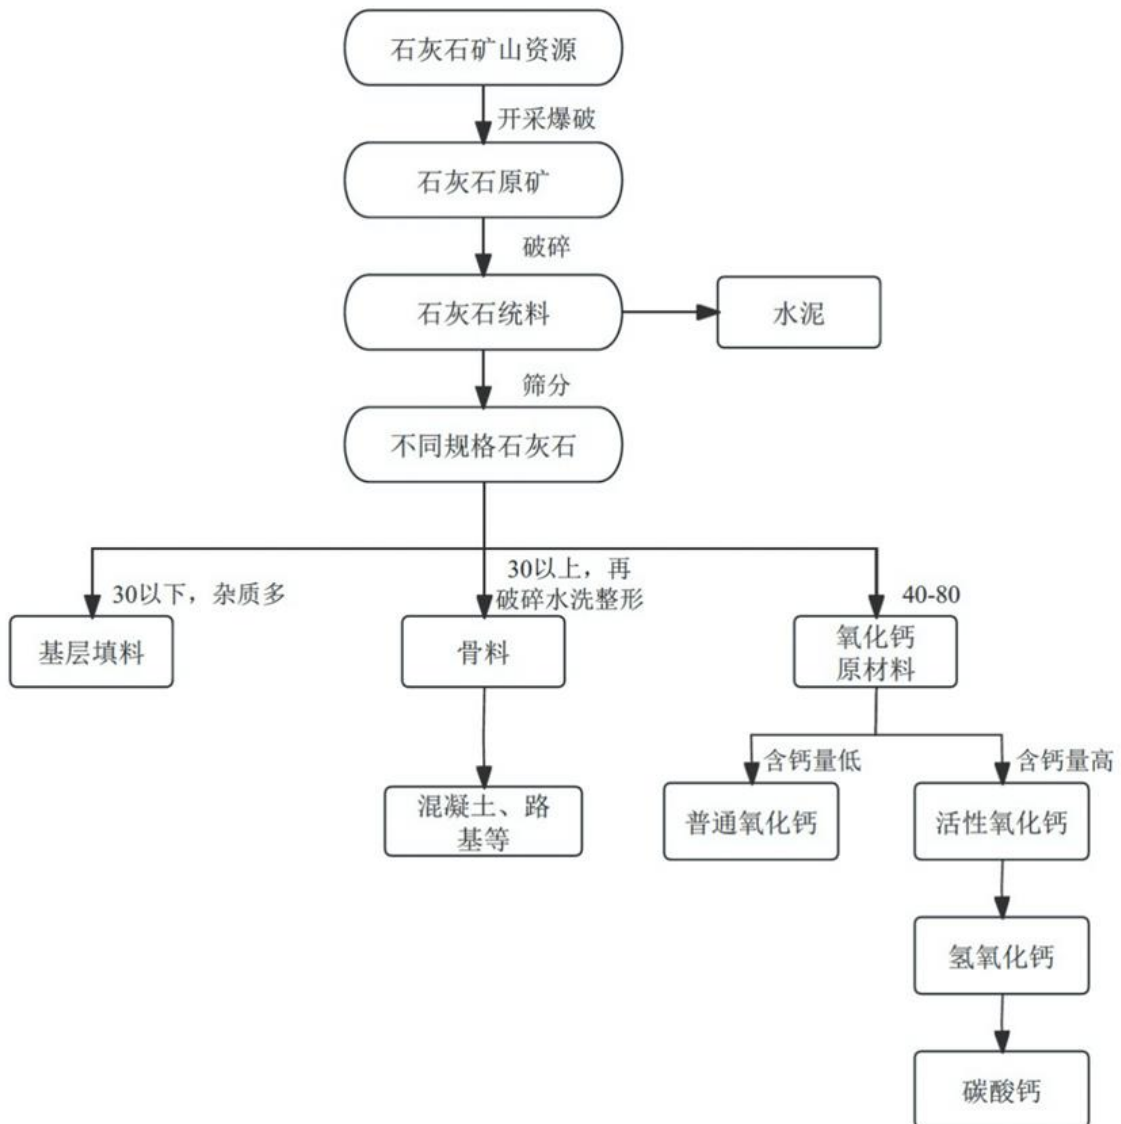 石灰石矿山资源
开采爆破
石灰石原矿
破碎
石灰石统料
水泥
筛分
不同规格石灰石
30以下，杂质多
30以上，再
破碎水洗整形
40-80
基层填料
骨料
氧化钙
原材料
含钙量低
含钙量高
混凝土、路
基等
普通氧化钙
活性氧化钙
氢氧化钙
碳酸钙